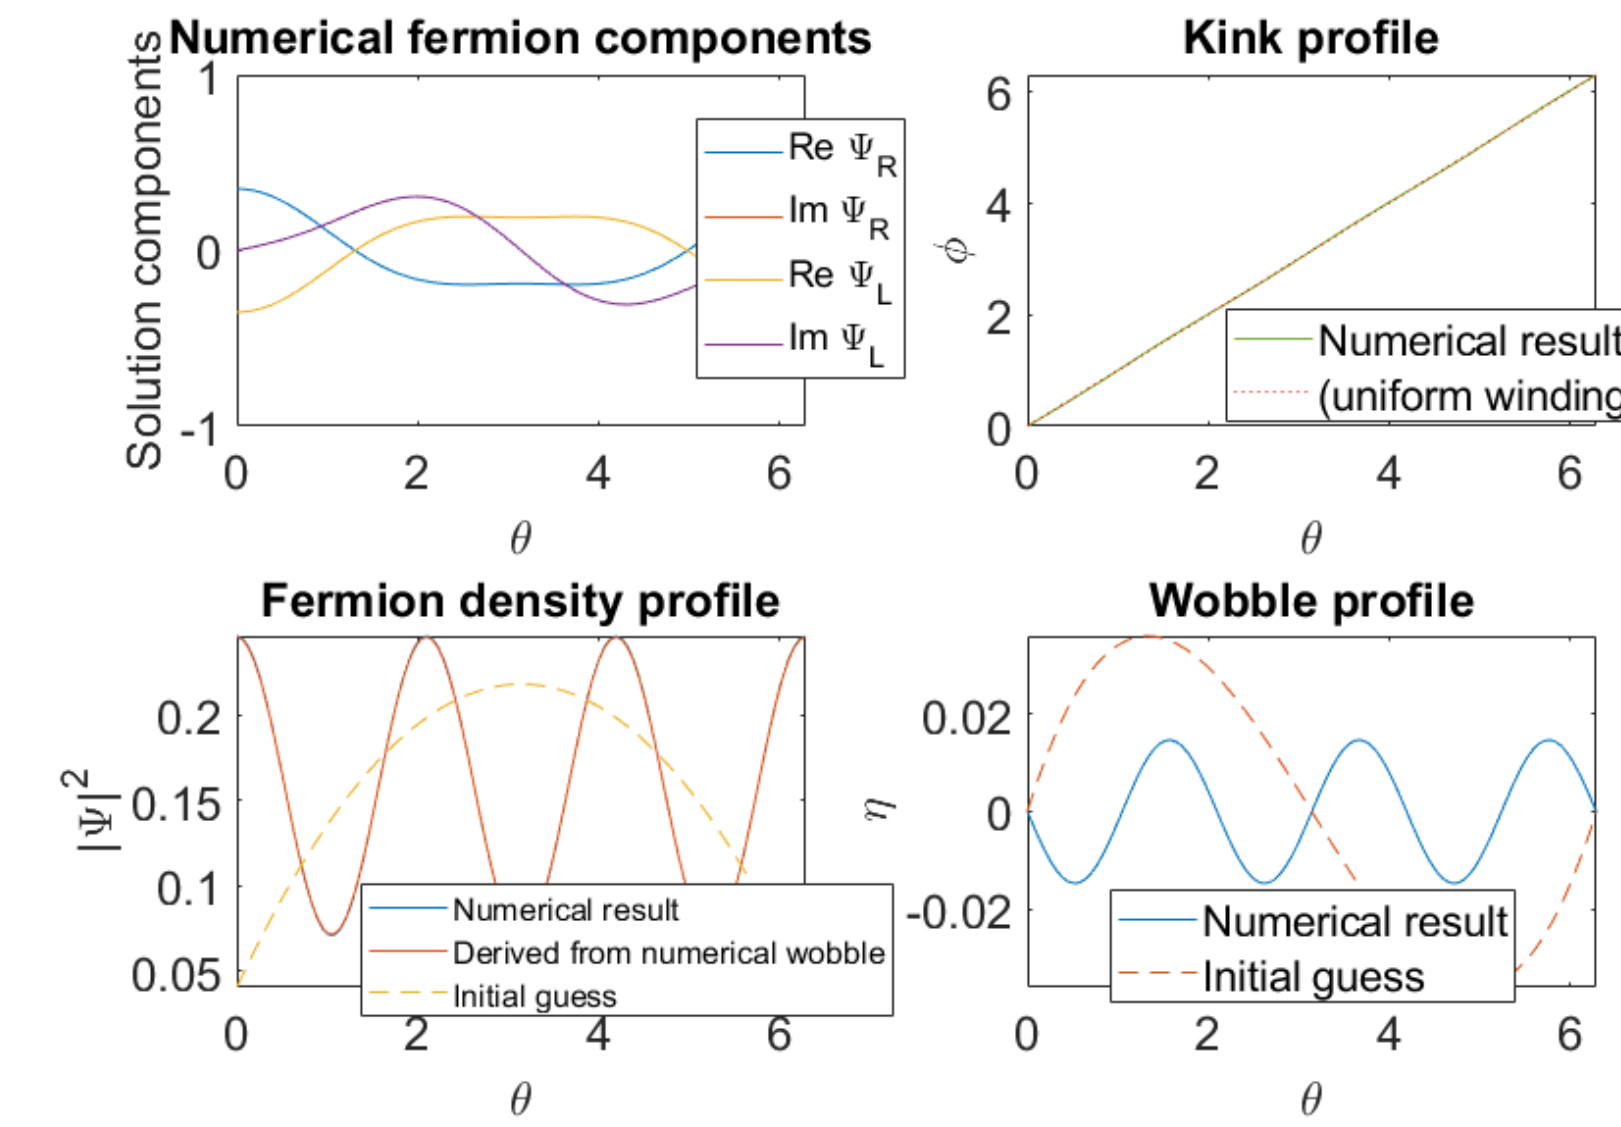 Numerical fermion components
Solution components
1
0
-1
0
2
4
6
θ
Re Ψ_R
Im Ψ_R
Re Ψ_L
Im Ψ_L
Kink profile
ϕ
6
4
2
0
0
2
4
6
θ
Numerical result
(uniform winding
Fermion density profile
|Ψ|²
0.2
0.15
0.1
0.05
0
2
4
6
θ
Numerical result
Derived from numerical wobble
Initial guess
Wobble profile
η
0.02
0
-0.02
0
2
4
6
θ
Numerical result
Initial guess